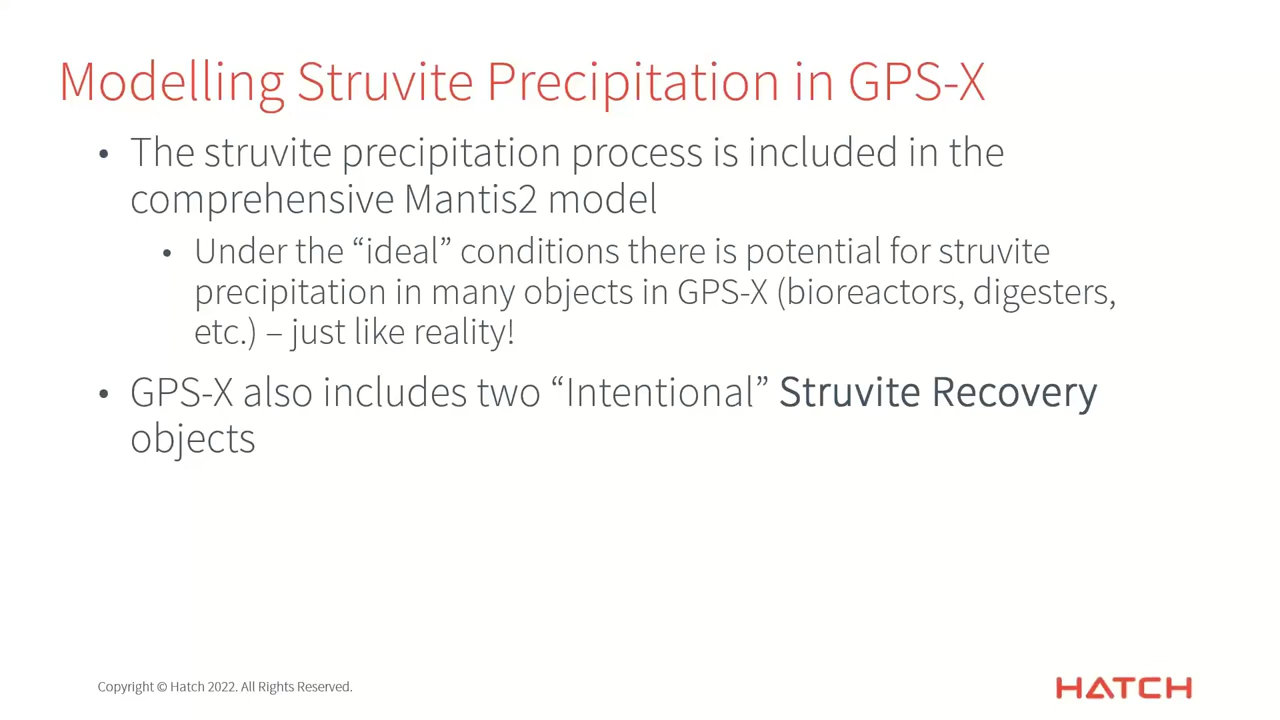 Modelling Struvite Precipitation in GPS-X
• The struvite precipitation process is included in the
comprehensive Mantis2 model
• Under the “ideal” conditions there is potential for struvite
precipitation in many objects in GPS-X (bioreactors, digesters,
etc.) – just like reality!
• GPS-X also includes two “Intentional” Struvite Recovery
objects
Copyright © Hatch 2022. All Rights Reserved.
HATCH